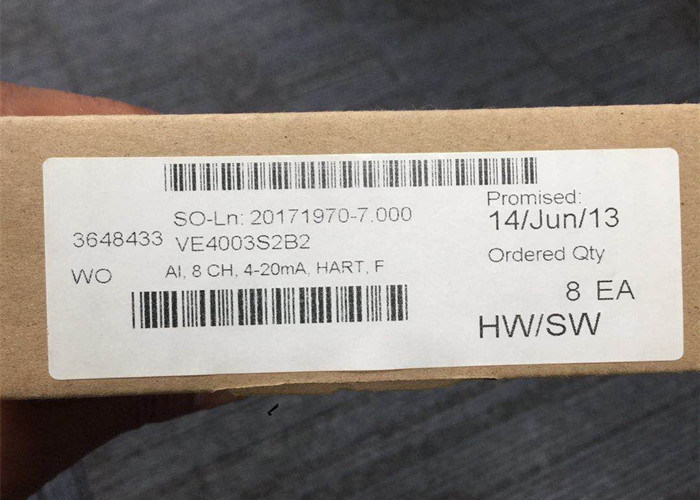 SO-Ln: 20171970-7.000
3648433 VE4003S2B2
WO AI, 8 CH, 4-20mA, HART, F
Promised:
14/Jun/13
Ordered Qty
8 EA
HW/SW